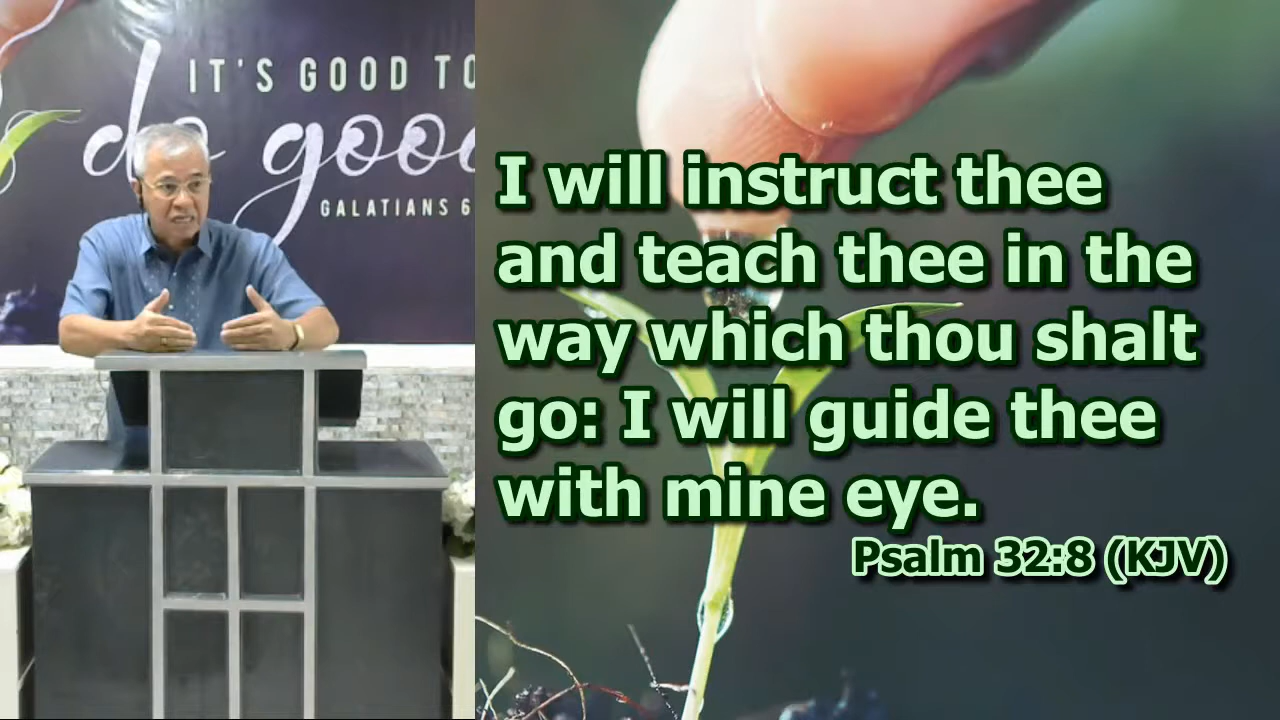 IT'S GOOD TO
do good
GALATIANS 6
I will instruct thee
and teach thee in the
way which thou shalt
go: I will guide thee
with mine eye.
Psalm 32:8 (KJV)